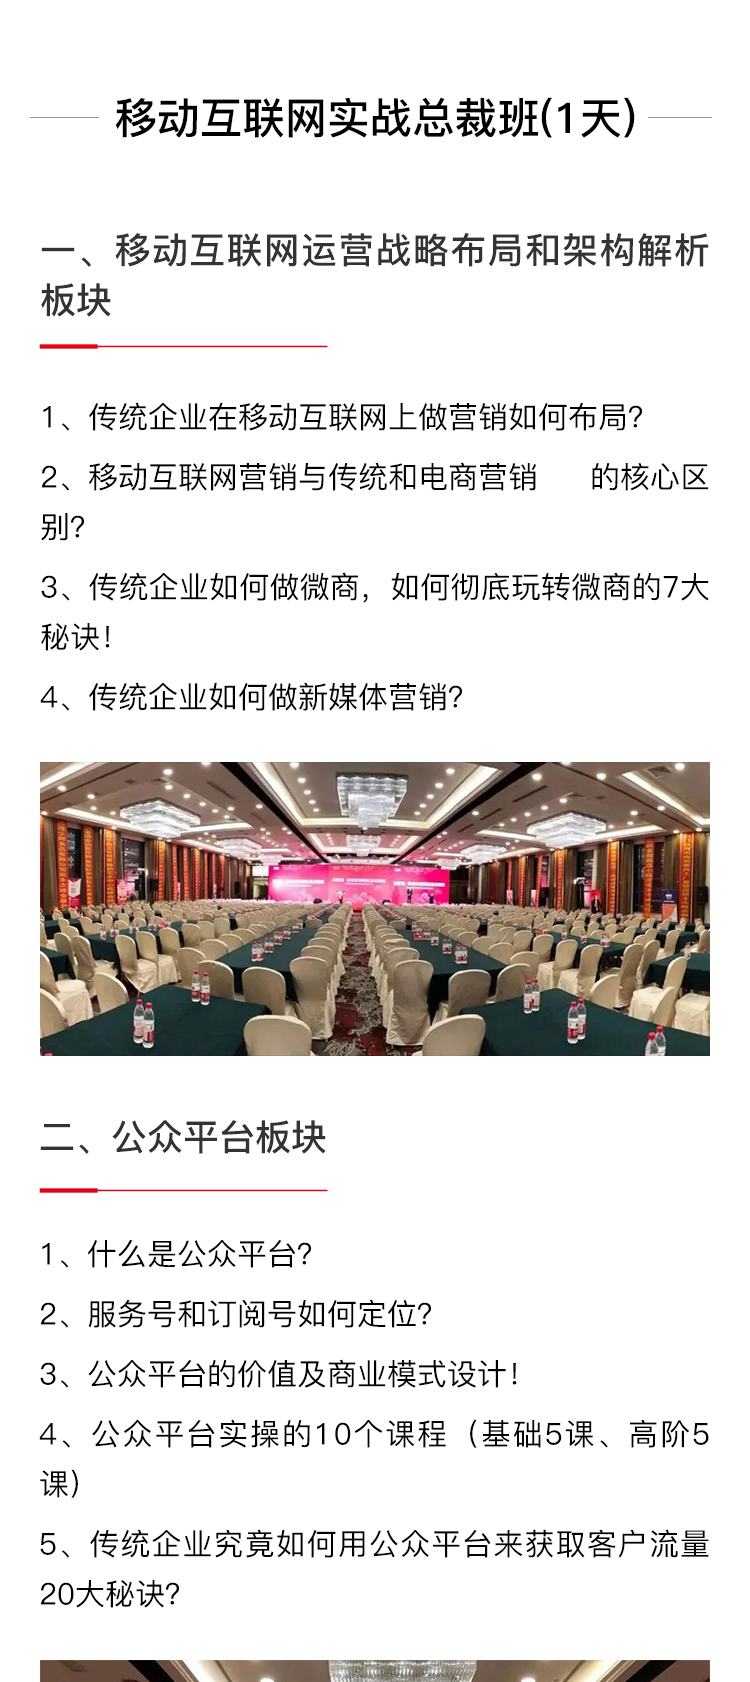 移动互联网实战总裁班(1天)
一、移动互联网运营战略布局和架构解析
板块
1、传统企业在移动互联网上做营销如何布局？
2、移动互联网营销与传统和电商营销 的核心区
别？
3、传统企业如何做微商，如何彻底玩转微商的7大
秘诀！
4、传统企业如何做新媒体营销？
二、公众平台板块
1、什么是公众平台？
2、服务号和订阅号如何定位？
3、公众平台的价值及商业模式设计！
4、公众平台实操的10个课程（基础5课、高阶5
课）
5、传统企业究竟如何用公众平台来获取客户流量
20大秘诀？